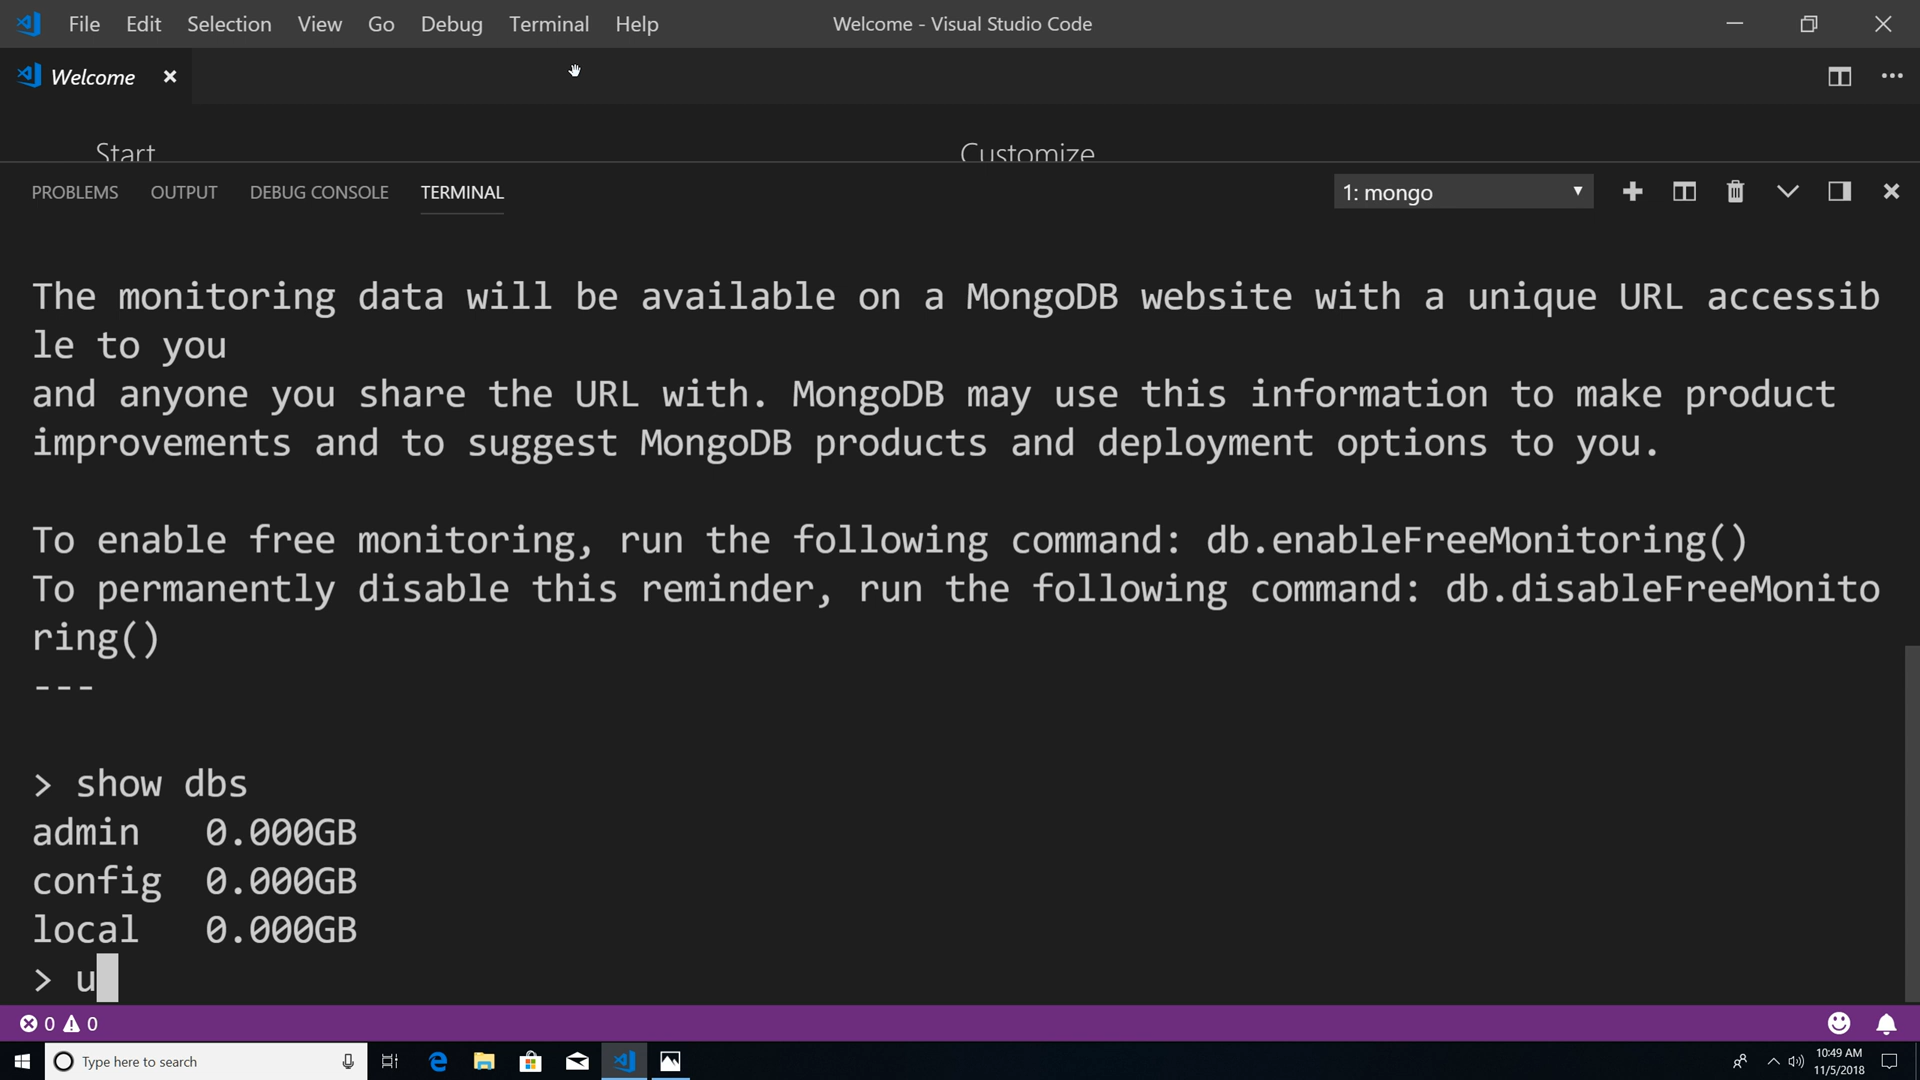 File Edit Selection View Go Debug Terminal Help Welcome - Visual Studio Code
Welcome
Start Customize
PROBLEMS OUTPUT DEBUG CONSOLE TERMINAL 1: mongo
The monitoring data will be available on a MongoDB website with a unique URL accessib
le to you
and anyone you share the URL with. MongoDB may use this information to make product
improvements and to suggest MongoDB products and deployment options to you.
To enable free monitoring, run the following command: db.enableFreeMonitoring()
To permanently disable this reminder, run the following command: db.disableFreeMonito
ring()
---
> show dbs
admin 0.000GB
config 0.000GB
local 0.000GB
> u
0 0
Type here to search 10:49 AM
11/5/2018